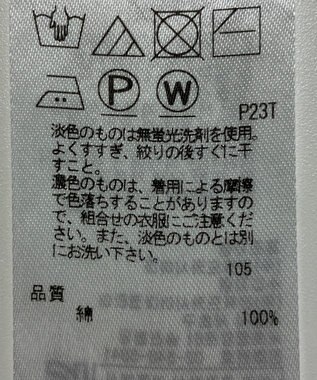 P W
P23T
淡色のものは無蛍光洗剤を使用。
よくすすぎ、絞りの後すぐに干
すこと。
濃色のものは、着用による摩擦
で色落ちすることがありますの
で、組合せの衣服にご注意くださ
い。また、淡色のものとは別
にお洗い下さい。
105
品質
綿 100%